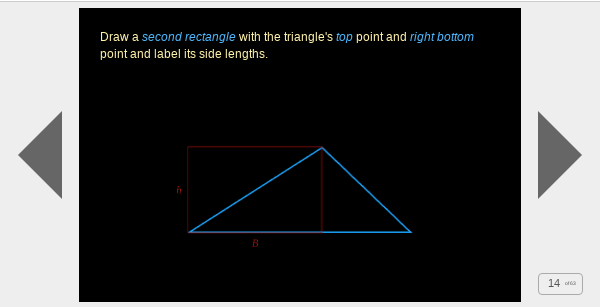 Draw a second rectangle with the triangle's top point and right bottom
point and label its side lengths.
h
B
14 of 63